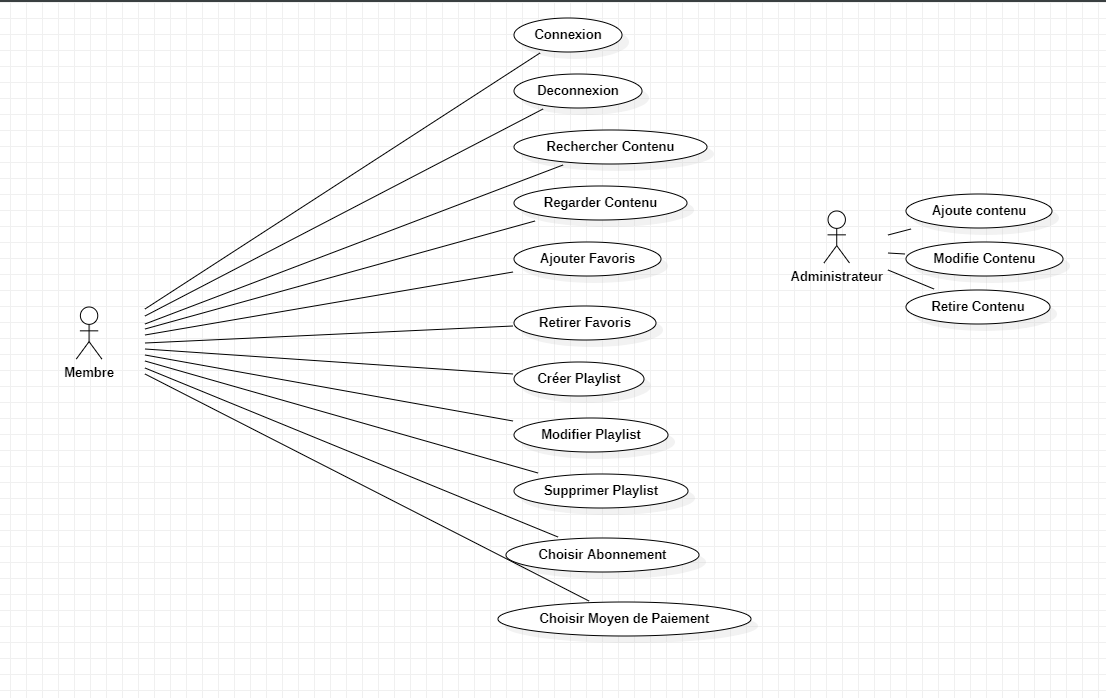 Connexion
Deconnexion
Rechercher Contenu
Regarder Contenu
Ajouter Favoris
Retirer Favoris
Créer Playlist
Modifier Playlist
Supprimer Playlist
Choisir Abonnement
Choisir Moyen de Paiement
Membre
Ajoute contenu
Modifie Contenu
Retire Contenu
Administrateur